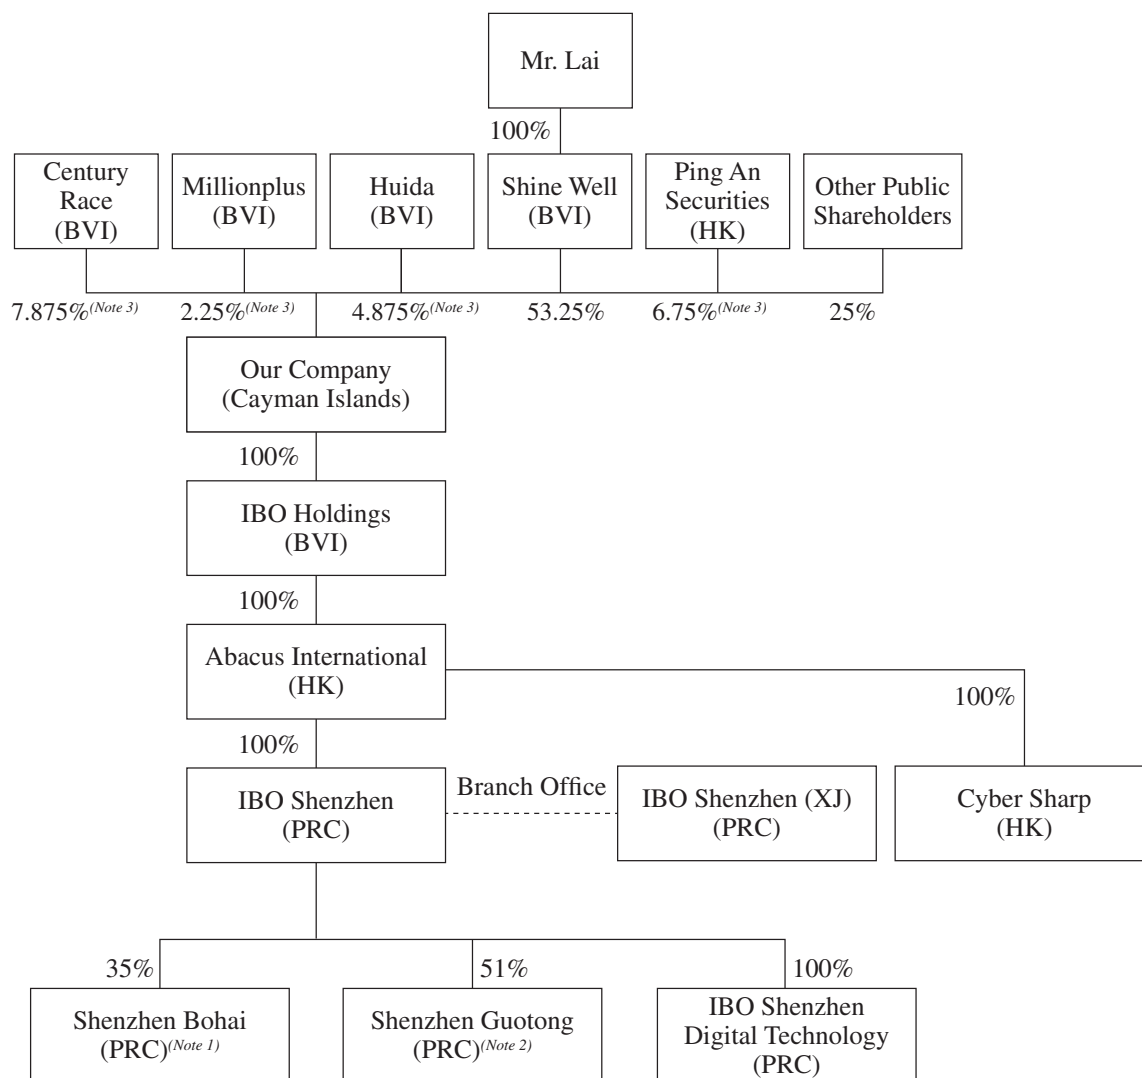 Mr. Lai
100%
Century
Race
(BVI)
Millionplus
(BVI)
Huida
(BVI)
Shine Well
(BVI)
Ping An
Securities
(HK)
Other Public
Shareholders
7.875%(Note 3)
2.25%(Note 3)
4.875%(Note 3)
53.25%
6.75%(Note 3)
25%
Our Company
(Cayman Islands)
100%
IBO Holdings
(BVI)
100%
Abacus International
(HK)
100%
100%
IBO Shenzhen
(PRC)
Branch Office
IBO Shenzhen (XJ)
(PRC)
Cyber Sharp
(HK)
35%
51%
100%
Shenzhen Bohai
(PRC)(Note 1)
Shenzhen Guotong
(PRC)(Note 2)
IBO Shenzhen
Digital Technology
(PRC)